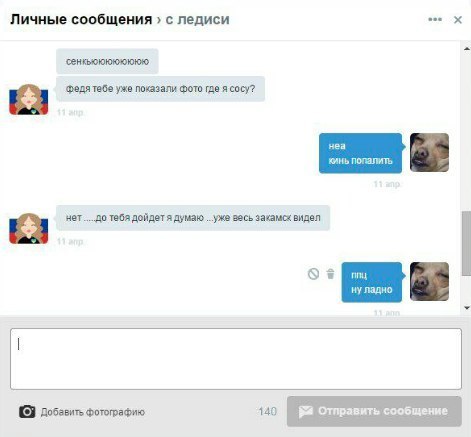 Личные сообщения › с ледиси
сенкьюююююююю
федя тебе уже показали фото где я сосу?
11 апр.
неа
кинь попалить
11 апр.
нет .....до тебя дойдет я думаю ...уже весь закамск видел
11 апр.
ппц
ну ладно
11 апр.
Добавить фотографию
140
Отправить сообщение